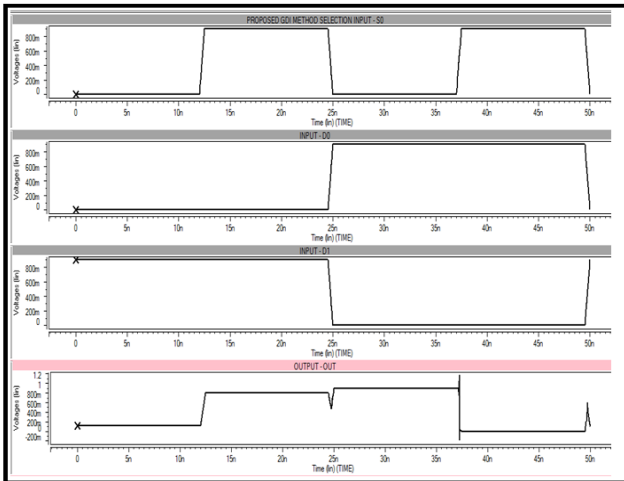 PROPOSED GDI METHOD SELECTION INPUT - S0
Voltages (lin)
800m
600m
400m
200m
0
0 5n 10n 15n 20n 25n 30n 35n 40n 45n 50n
Time (lin) (TIME)
INPUT - D0
Voltages (lin)
800m
600m
400m
200m
0
0 5n 10n 15n 20n 25n 30n 35n 40n 45n 50n
Time (lin) (TIME)
INPUT - D1
Voltages (lin)
800m
600m
400m
200m
0
0 5n 10n 15n 20n 25n 30n 35n 40n 45n 50n
Time (lin) (TIME)
OUTPUT - OUT
Voltages (lin)
1.2
1
800m
600m
400m
200m
0
-200m
0 5n 10n 15n 20n 25n 30n 35n 40n 45n 50n
Time (lin) (TIME)